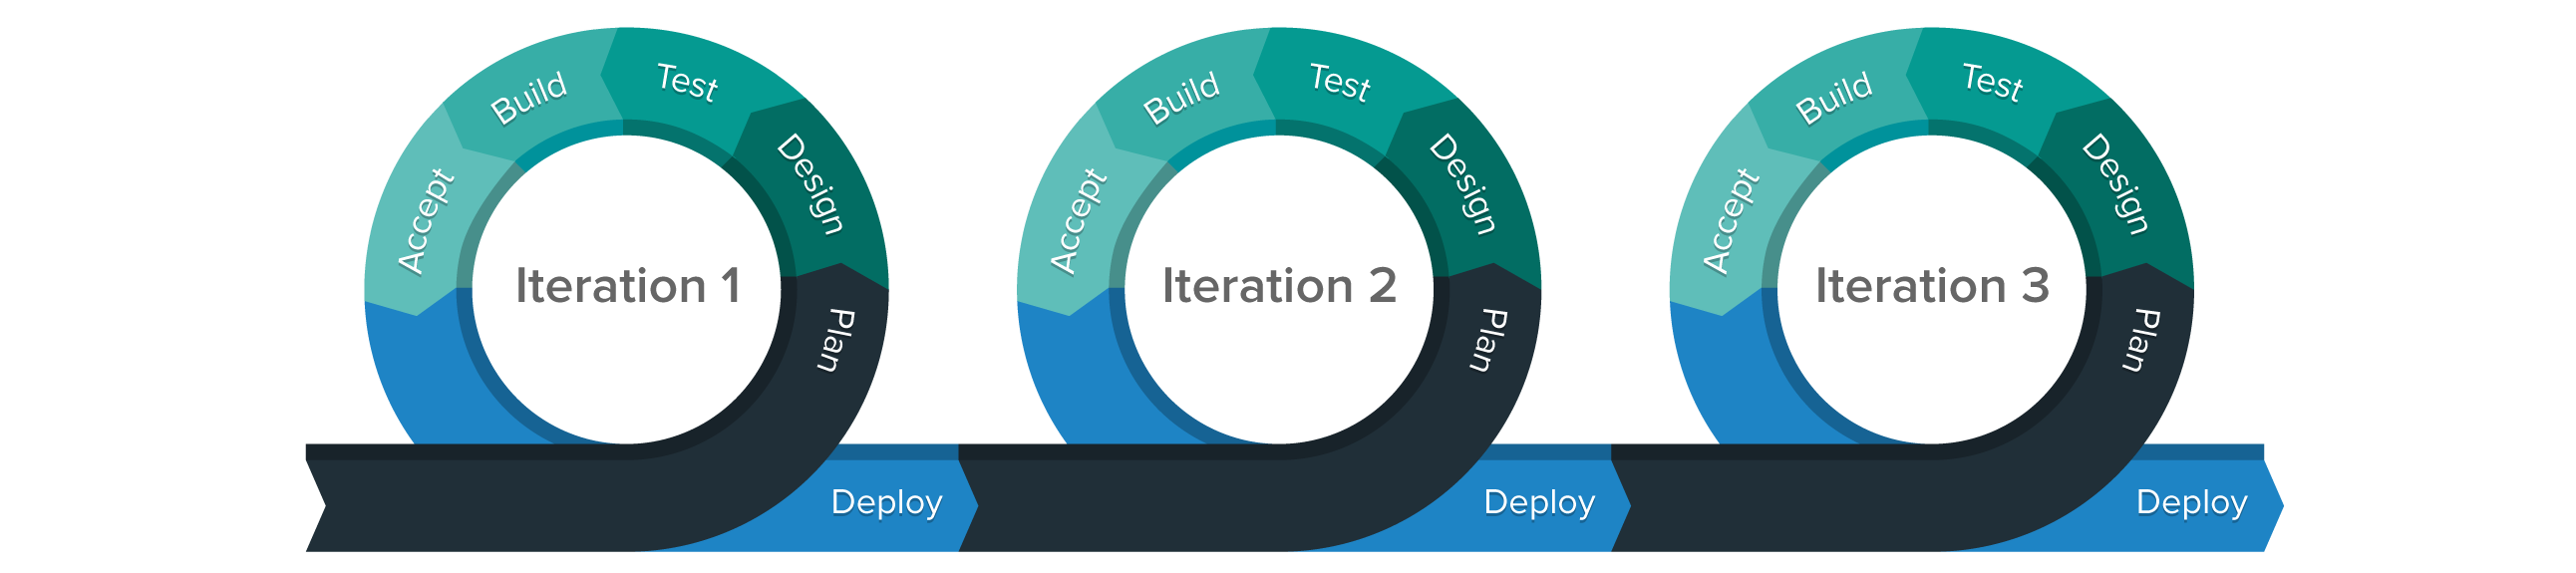 Build
Test
Design
Accept
Iteration 1
Plan
Deploy
Build
Test
Design
Accept
Iteration 2
Plan
Deploy
Build
Test
Design
Accept
Iteration 3
Plan
Deploy